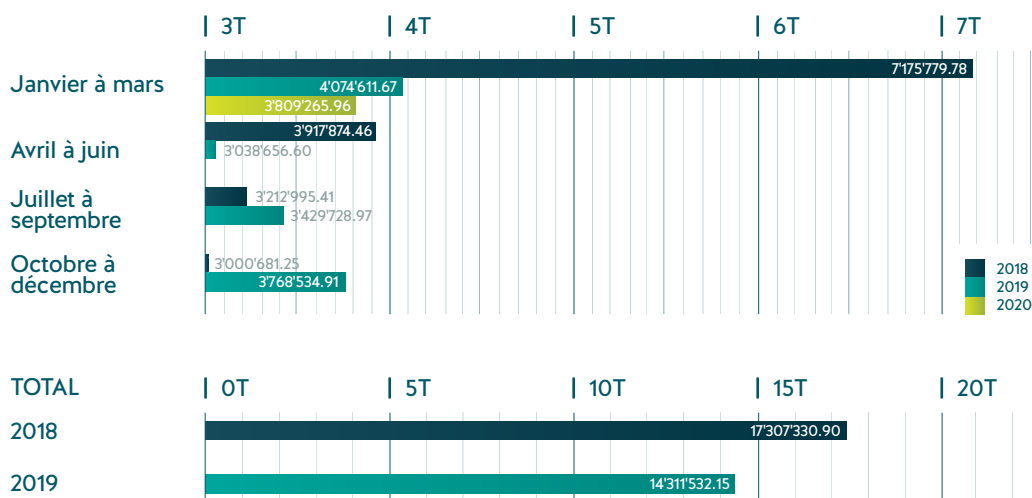 3T 4T 5T 6T 7T
Janvier à mars
7'175'779.78
4'074'611.67
3'809'265.96
Avril à juin
3'917'874.46
3'038'656.60
Juillet à
septembre
3'212'995.41
3'429'728.97
Octobre à
décembre
3'000'681.25
3'768'534.91
2018
2019
2020
TOTAL 0T 5T 10T 15T 20T
2018 17'307'330.90
2019 14'311'532.15